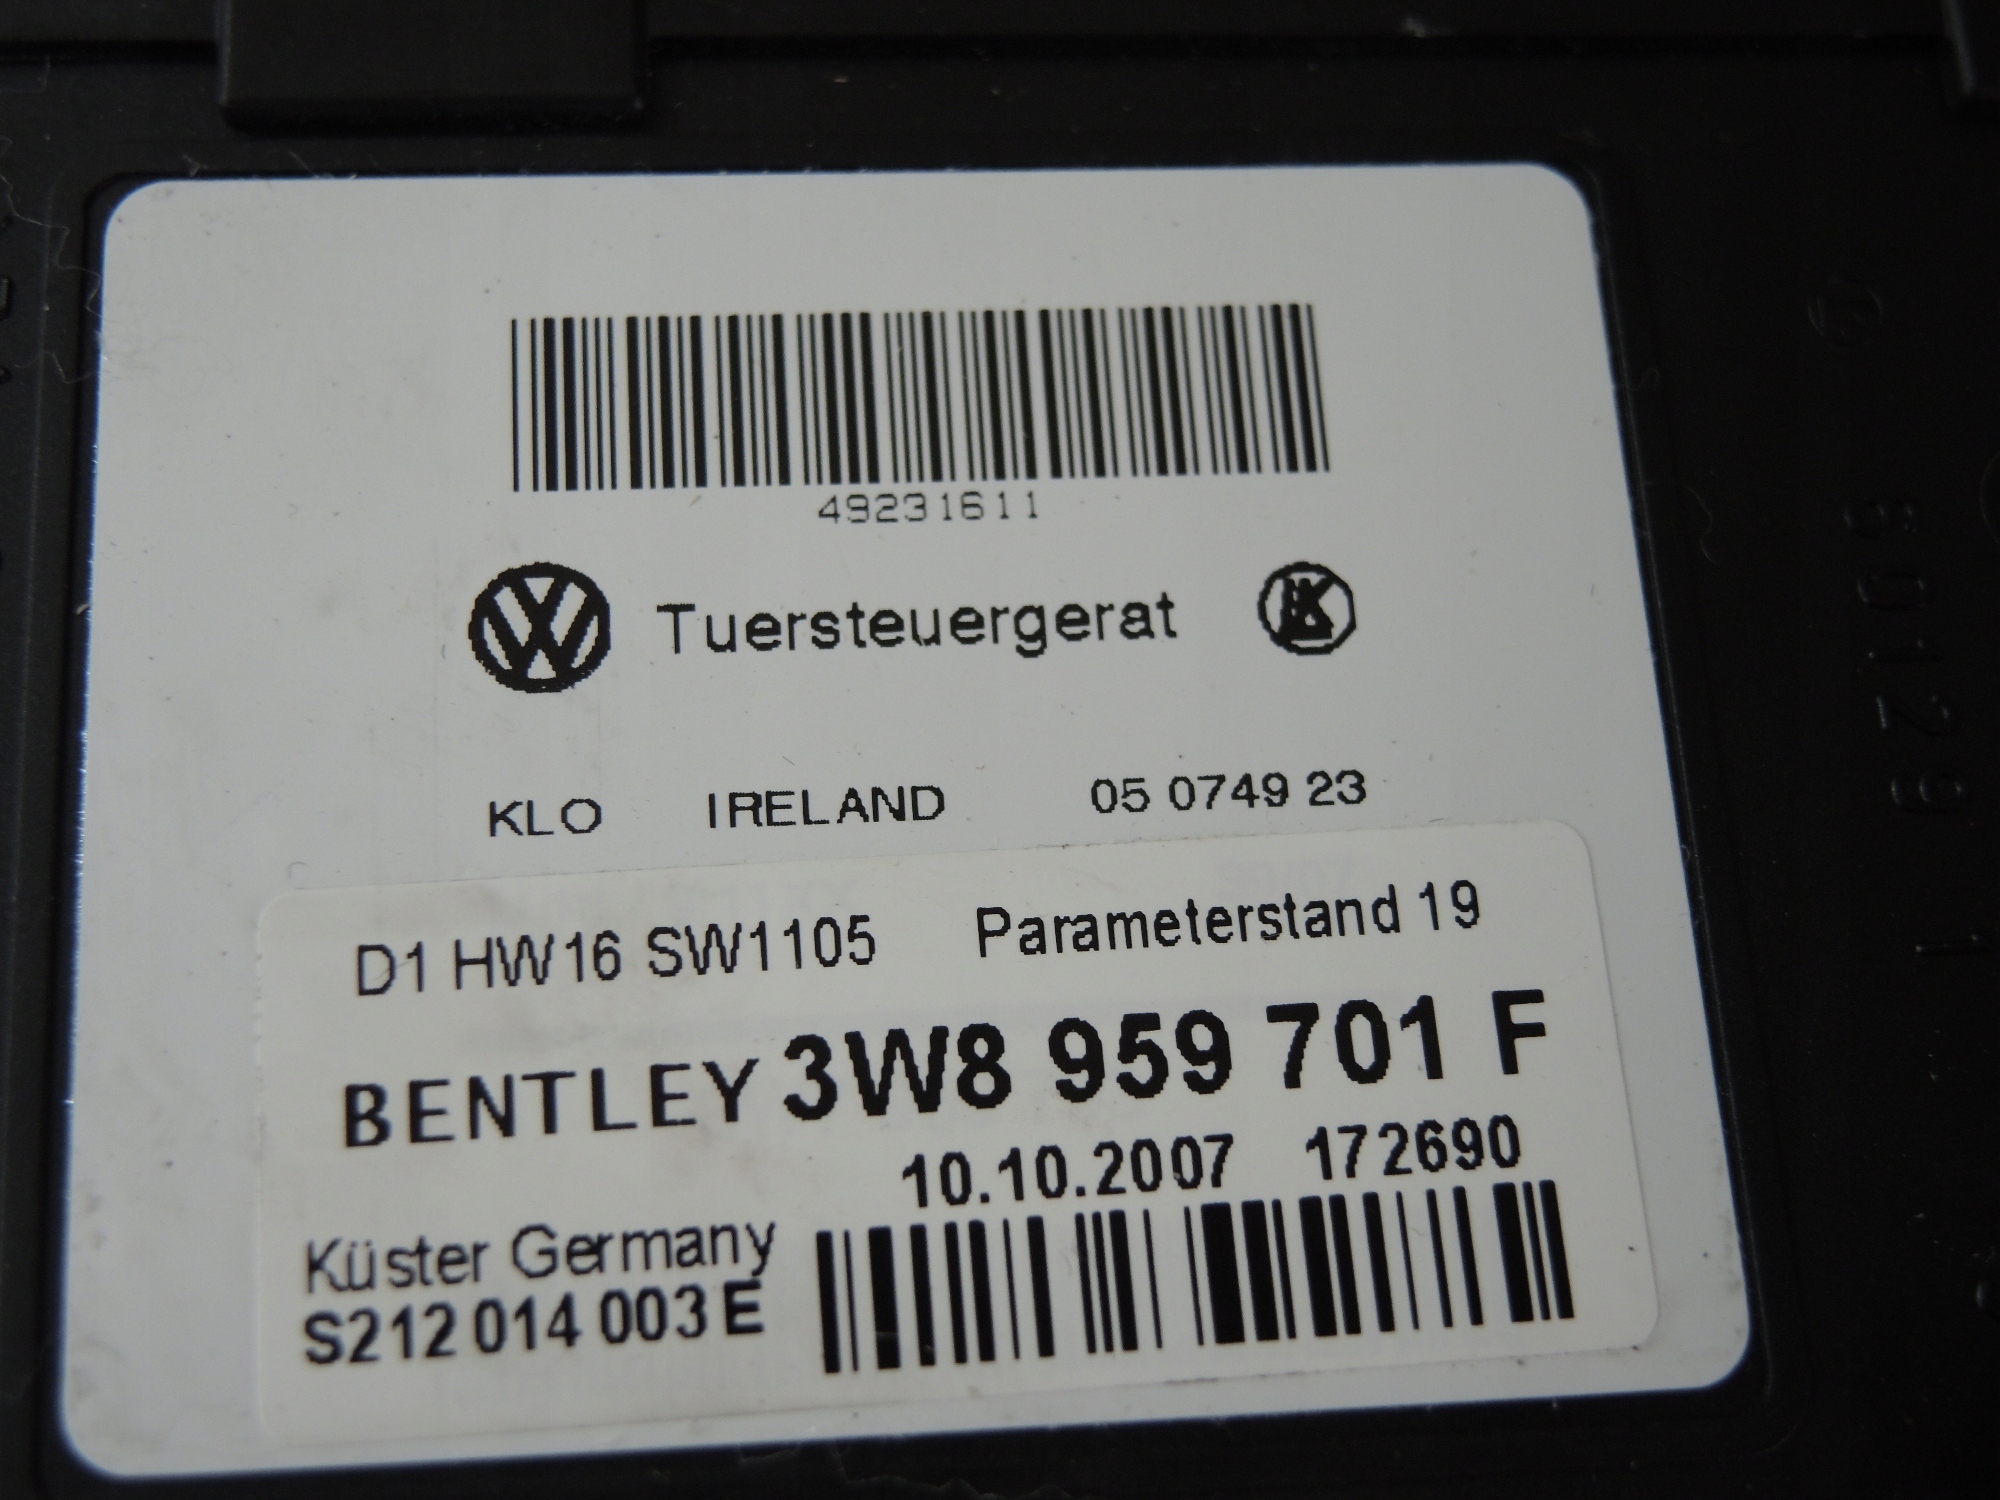 49231611
Tuersteuergerat
KLO IRELAND 05 0749 23
D1 HW16 SW1105 Parameterstand 19
BENTLEY 3W8 959 701 F
10.10.2007 172690
Küster Germany
S212 014 003 E